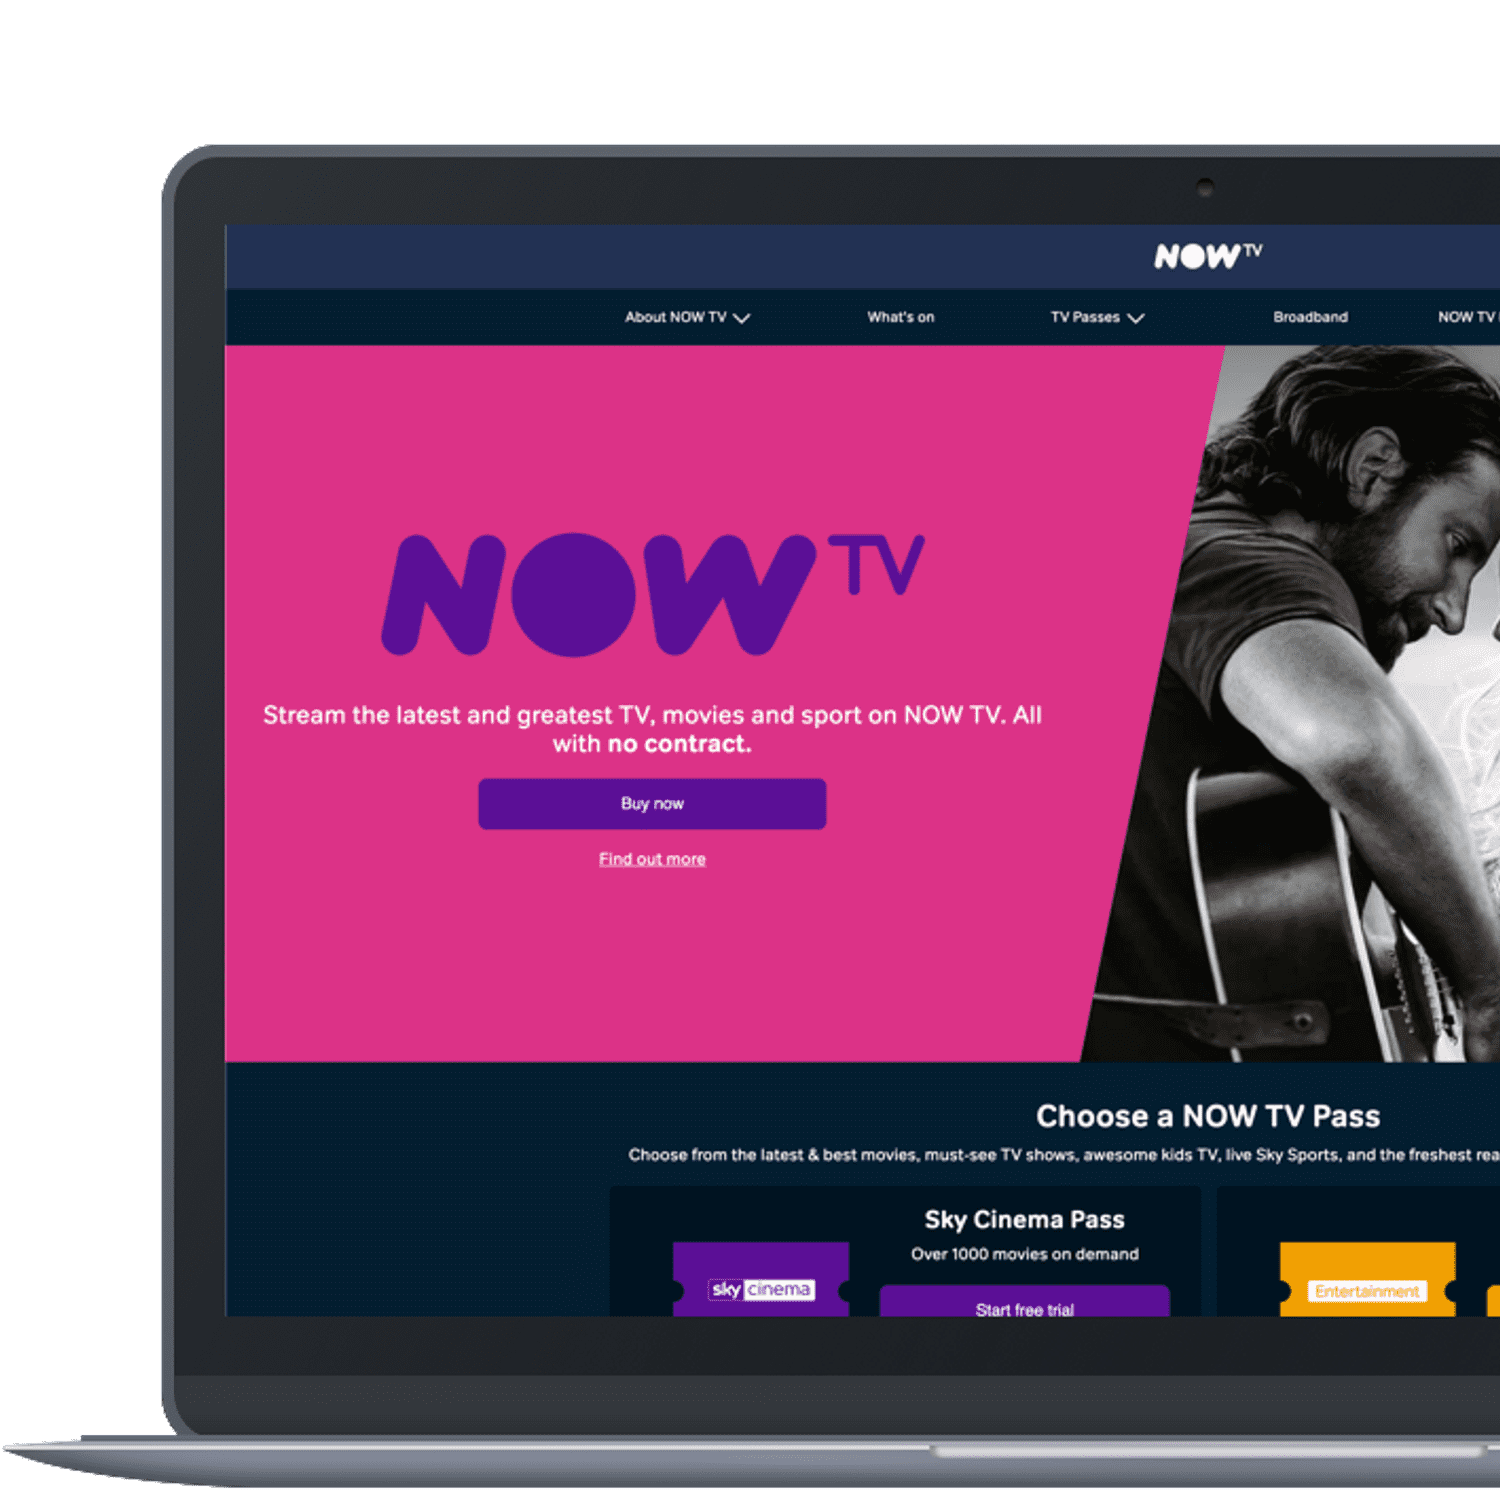 NOW TV
About NOW TV
What's on
TV Passes
Broadband
NOW TV
NOW TV
Stream the latest and greatest TV, movies and sport on NOW TV. All
with no contract.
Buy now
Find out more
Choose a NOW TV Pass
Choose from the latest & best movies, must-see TV shows, awesome kids TV, live Sky Sports, and the freshest
Sky Cinema Pass
Over 1000 movies on demand
sky cinema
Entertainment
Start free trial